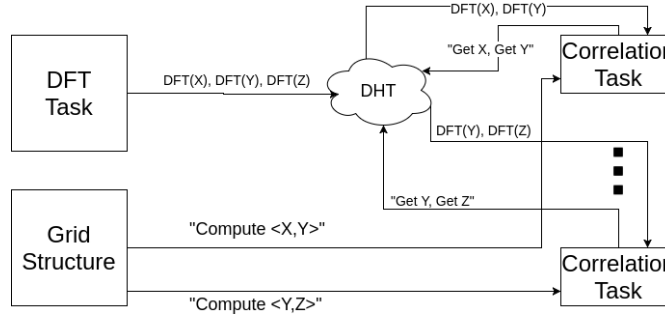 DFT(X), DFT(Y)
"Get X, Get Y"
Correlation
Task
DFT
Task
DFT(X), DFT(Y), DFT(Z)
DHT
DFT(Y), DFT(Z)
"Get Y, Get Z"
Grid
Structure
"Compute <X,Y>"
"Compute <Y,Z>"
Correlation
Task